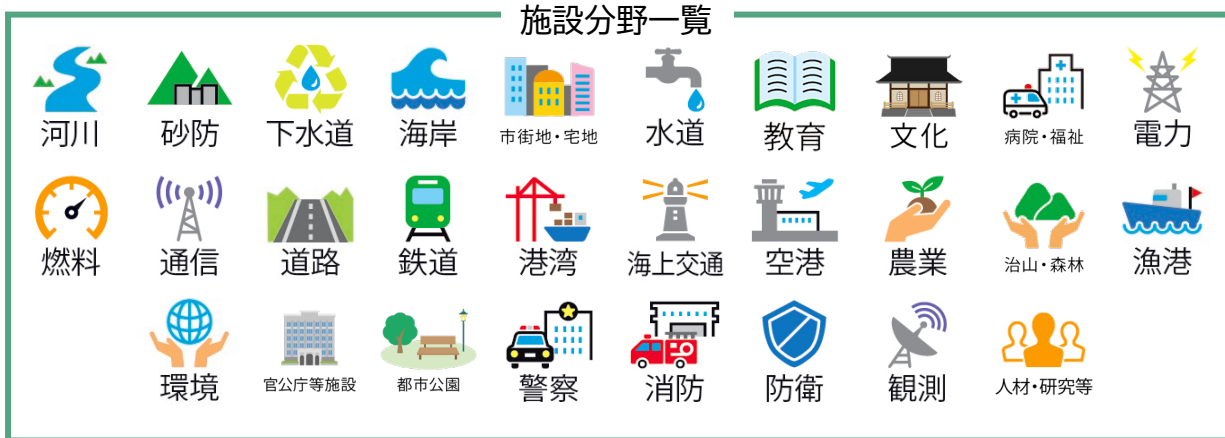 施設分野一覧
河川 砂防 下水道 海岸 市街地・宅地 水道 教育 文化 病院・福祉 電力
燃料 通信 道路 鉄道 港湾 海上交通 空港 農業 治山・森林 漁港
環境 官公庁等施設 都市公園 警察 消防 防衛 観測 人材・研究等